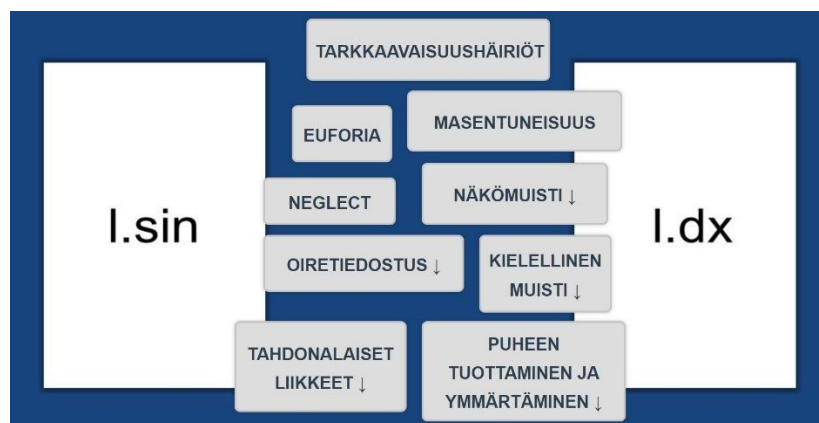 TARKKAAVAISUUSHÄIRIÖT
EUFORIA
MASENTUNEISUUS
NEGLECT
NÄKÖMUISTI ↓
l.sin
l.dx
OIRETIEDOSTUS ↓
KIELELLINEN
MUISTI ↓
TAHDONALAISET
LIIKKEET ↓
PUHEEN
TUOTTAMINEN JA
YMMÄRTÄMINEN ↓